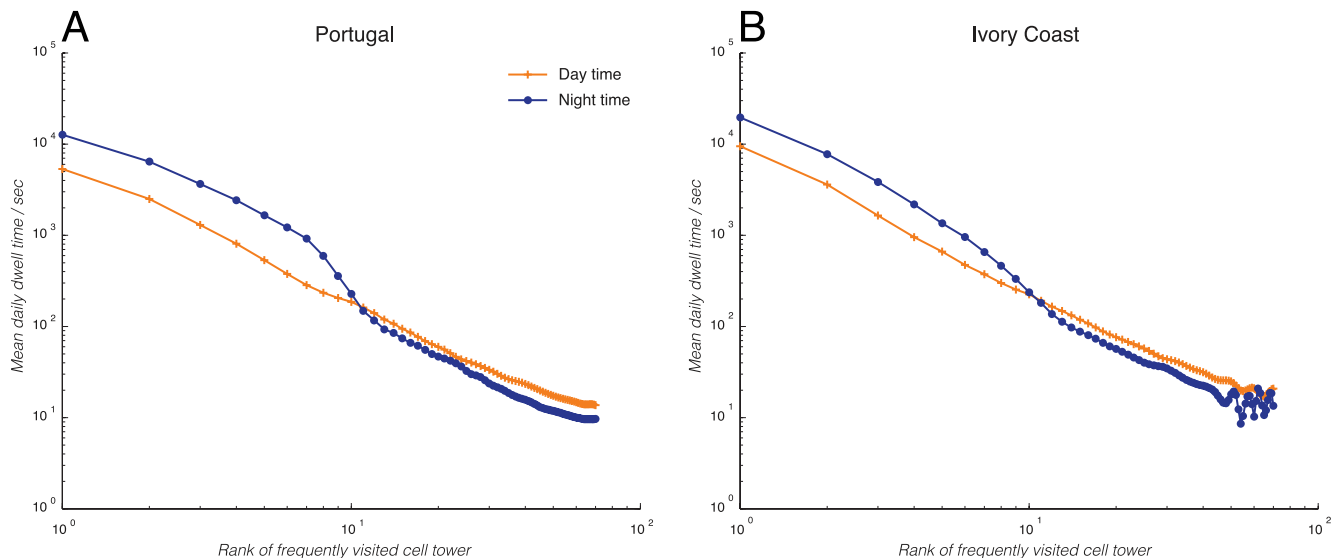 A
Portugal
10^5
10^4
10^3
10^2
10^1
10^0
Mean daily dwell time / sec
Day time
Night time
10^0
10^1
10^2
Rank of frequently visited cell tower
B
Ivory Coast
10^5
10^4
10^3
10^2
10^1
10^0
Mean daily dwell time / sec
10^0
10^1
10^2
Rank of frequently visited cell tower